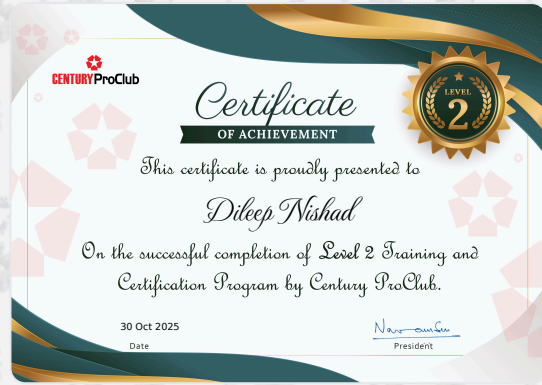 CENTURY ProClub
Certificate
OF ACHIEVEMENT
LEVEL
2
This certificate is proudly presented to
Dileep Nishad
On the successful completion of Level 2 Training and
Certification Program by Century ProClub.
30 Oct 2025
Date
President